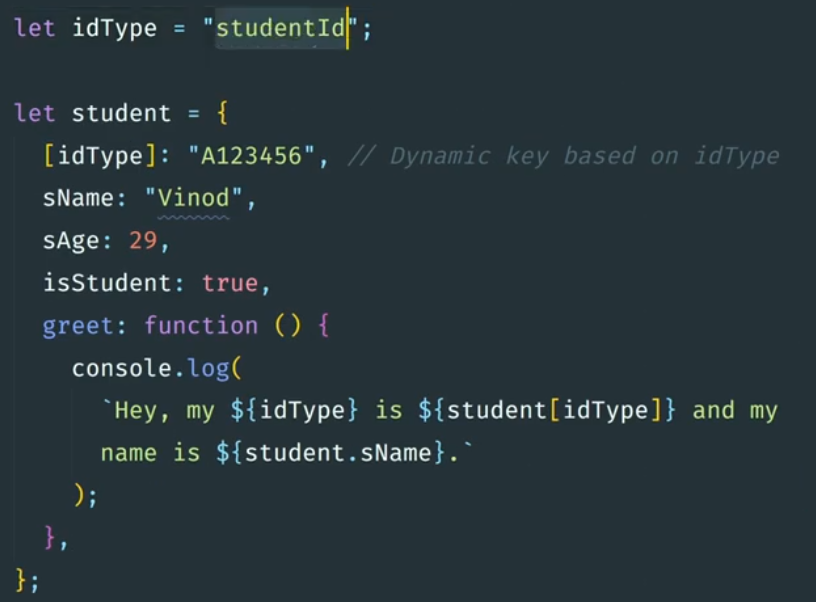 let idType = "studentId";
let student = {
[idType]: "A123456", // Dynamic key based on idType
sName: "Vinod",
sAge: 29,
isStudent: true,
greet: function () {
console.log(
`Hey, my ${idType} is ${student[idType]} and my
name is ${student.sName}.`
);
},
};